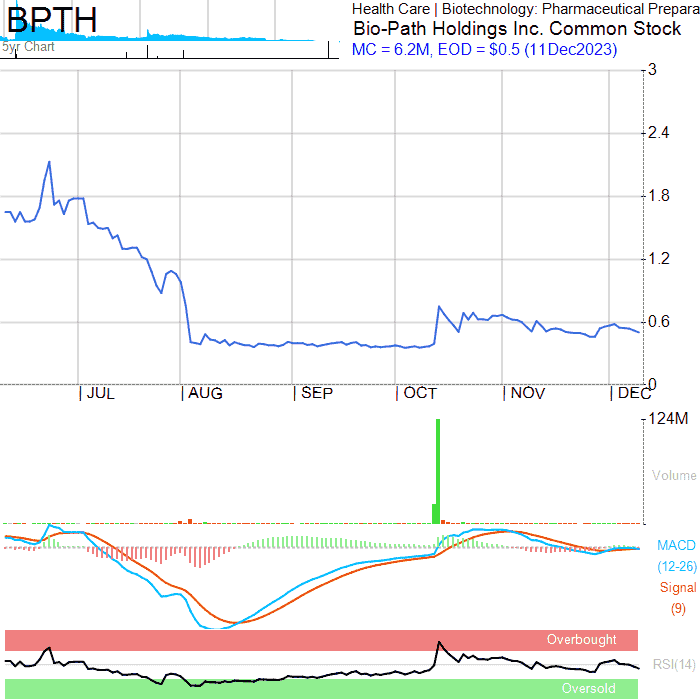 BPTH
5yr Chart
Health Care | Biotechnology: Pharmaceutical Prepara
Bio-Path Holdings Inc. Common Stock
MC = 6.2M, EOD = $0.5 (11Dec2023)
3
2.4
1.8
1.2
0.6
0
JUL AUG SEP OCT NOV DEC
124M
Volume
MACD
(12-26)
Signal
(9)
Overbought
RSI(14)
Oversold